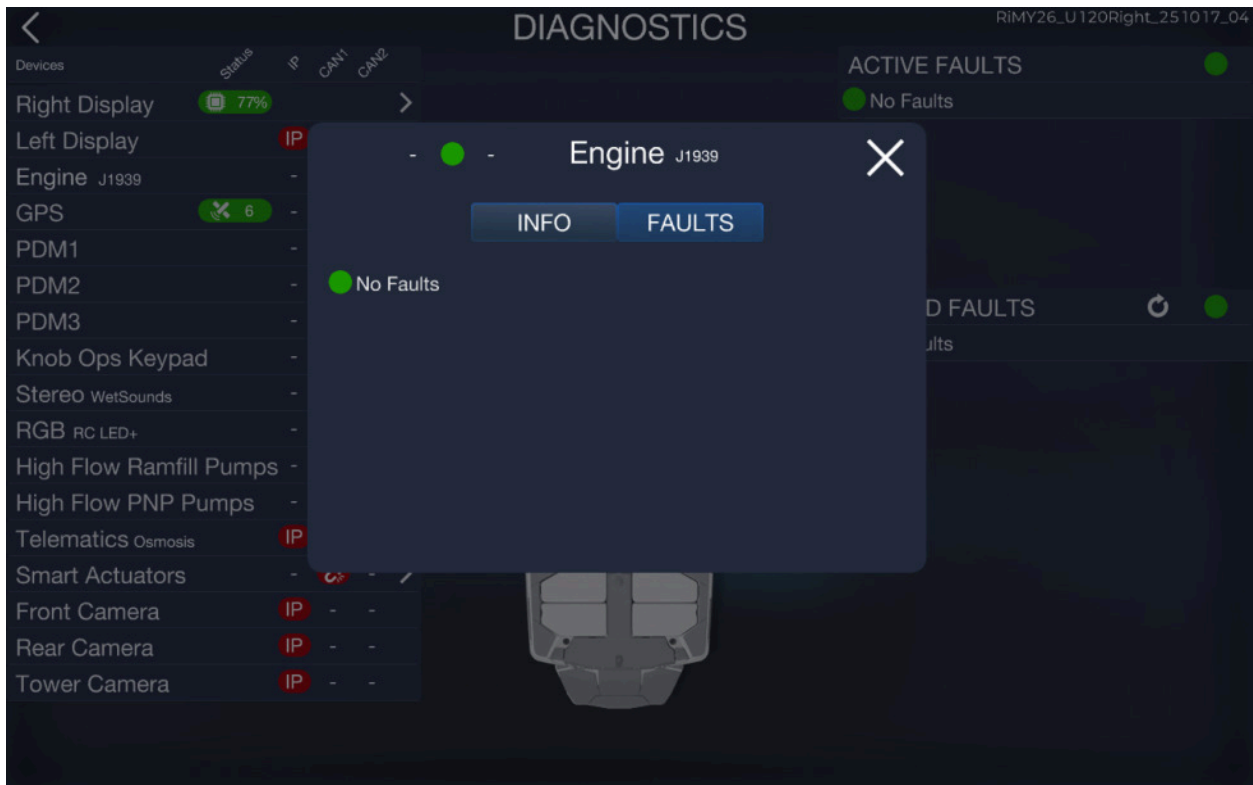 DIAGNOSTICS
RiMY26_U120Right_251017_04
Devices Status IP CAN1 CAN2
Right Display 77%
Left Display IP
Engine J1939 -
GPS 6 -
PDM1 -
PDM2 -
PDM3 -
Knob Ops Keypad -
Stereo WetSounds -
RGB RC LED+ -
High Flow Ramfill Pumps -
High Flow PNP Pumps -
Telematics Osmosis IP
Smart Actuators - -
Front Camera IP - -
Rear Camera IP - -
Tower Camera IP - -
- - Engine J1939
INFO FAULTS
No Faults
ACTIVE FAULTS
No Faults
FAULTS